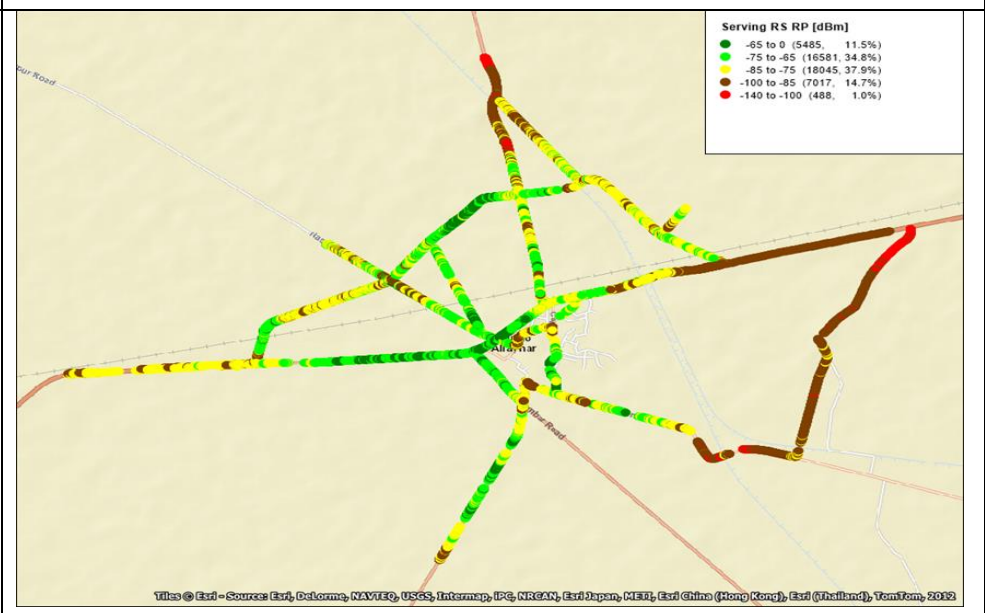 Serving RS RP [dBm]
-65 to 0 (5485, 11.5%)
-75 to -65 (16581, 34.8%)
-85 to -75 (18045, 37.9%)
-100 to -85 (7017, 14.7%)
-140 to -100 (488, 1.0%)
ur Road
Road
Tiles © Esri - Source: Esri, DeLorme, NAVTEQ, USGS, Intermap, iPC, NRCAN, Esri Japan, METI, Esri China (Hong Kong), Esri (Thailand), TomTom, 2012